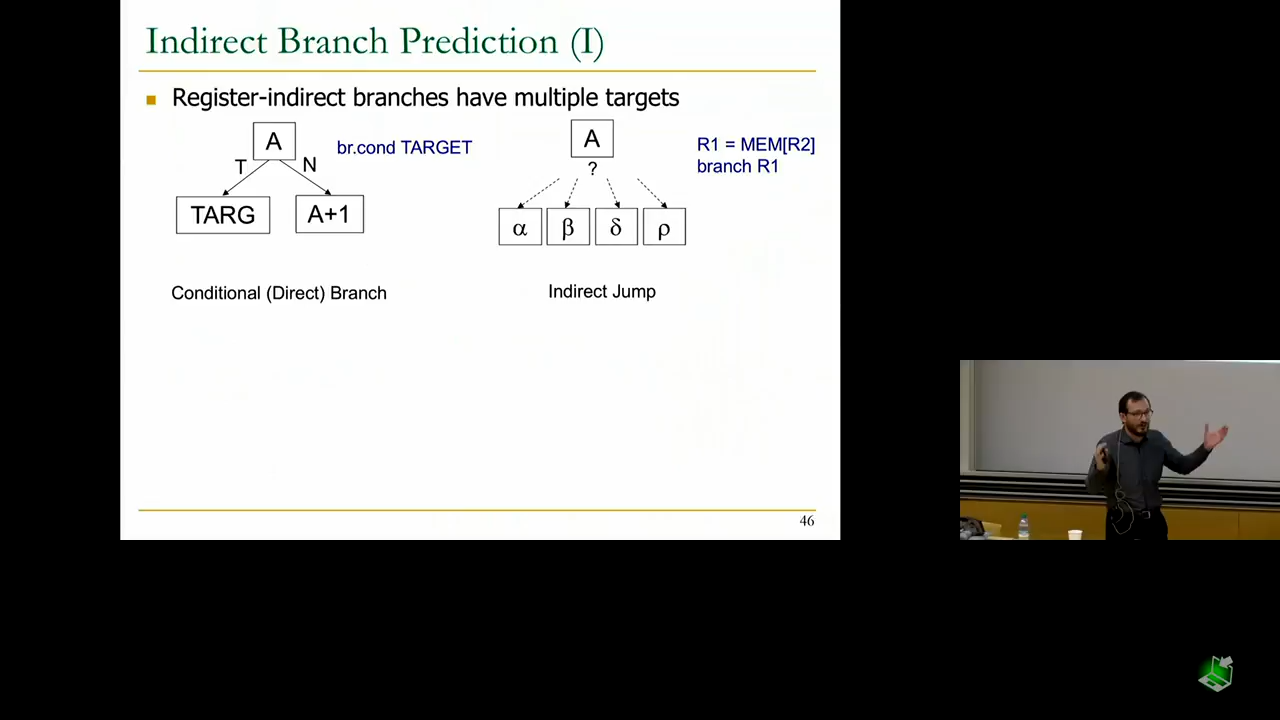 Indirect Branch Prediction (I)
Register-indirect branches have multiple targets
A
T
N
br.cond TARGET
TARG
A+1
Conditional (Direct) Branch
A
?
α
β
δ
ρ
R1 = MEM[R2]
branch R1
Indirect Jump
46